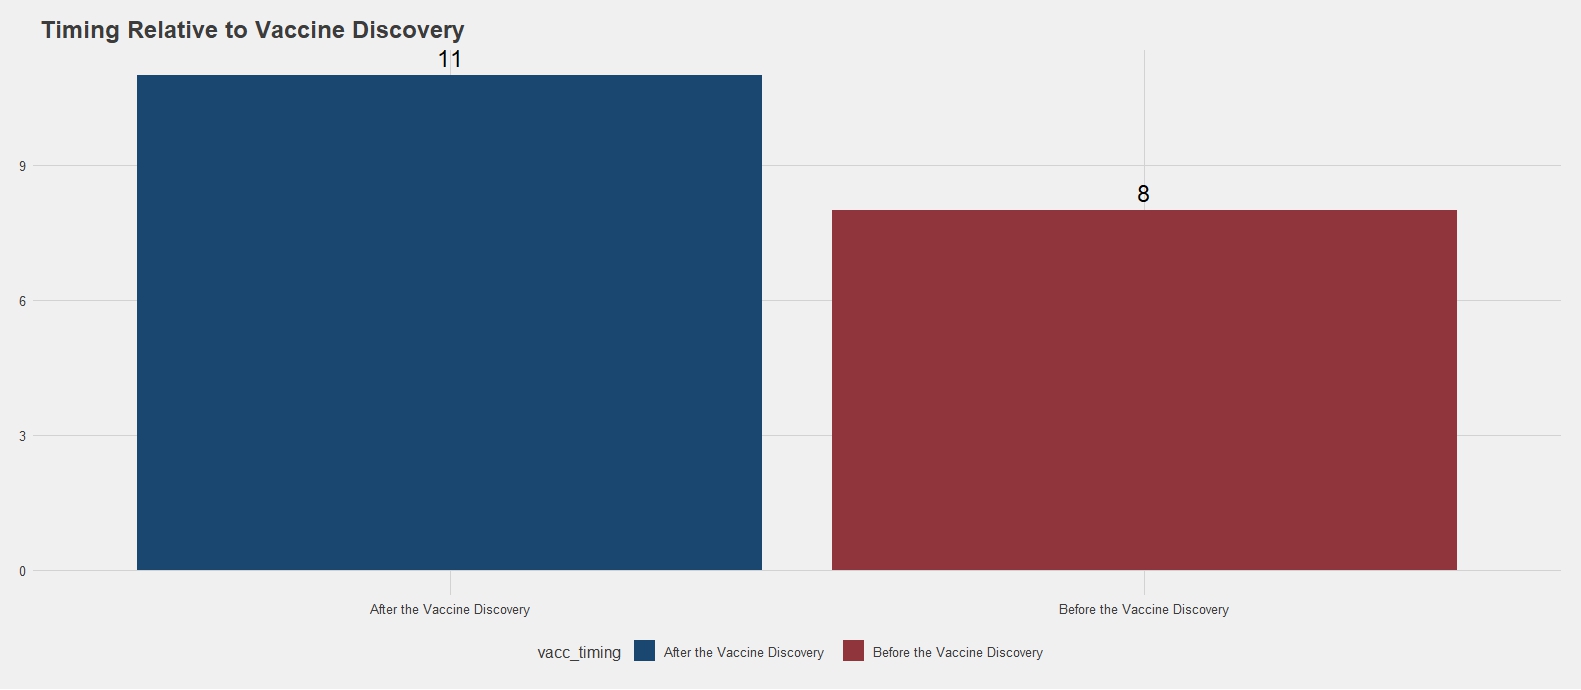 Timing Relative to Vaccine Discovery
11
9
8
6
3
0
After the Vaccine Discovery Before the Vaccine Discovery
vacc_timing After the Vaccine Discovery Before the Vaccine Discovery